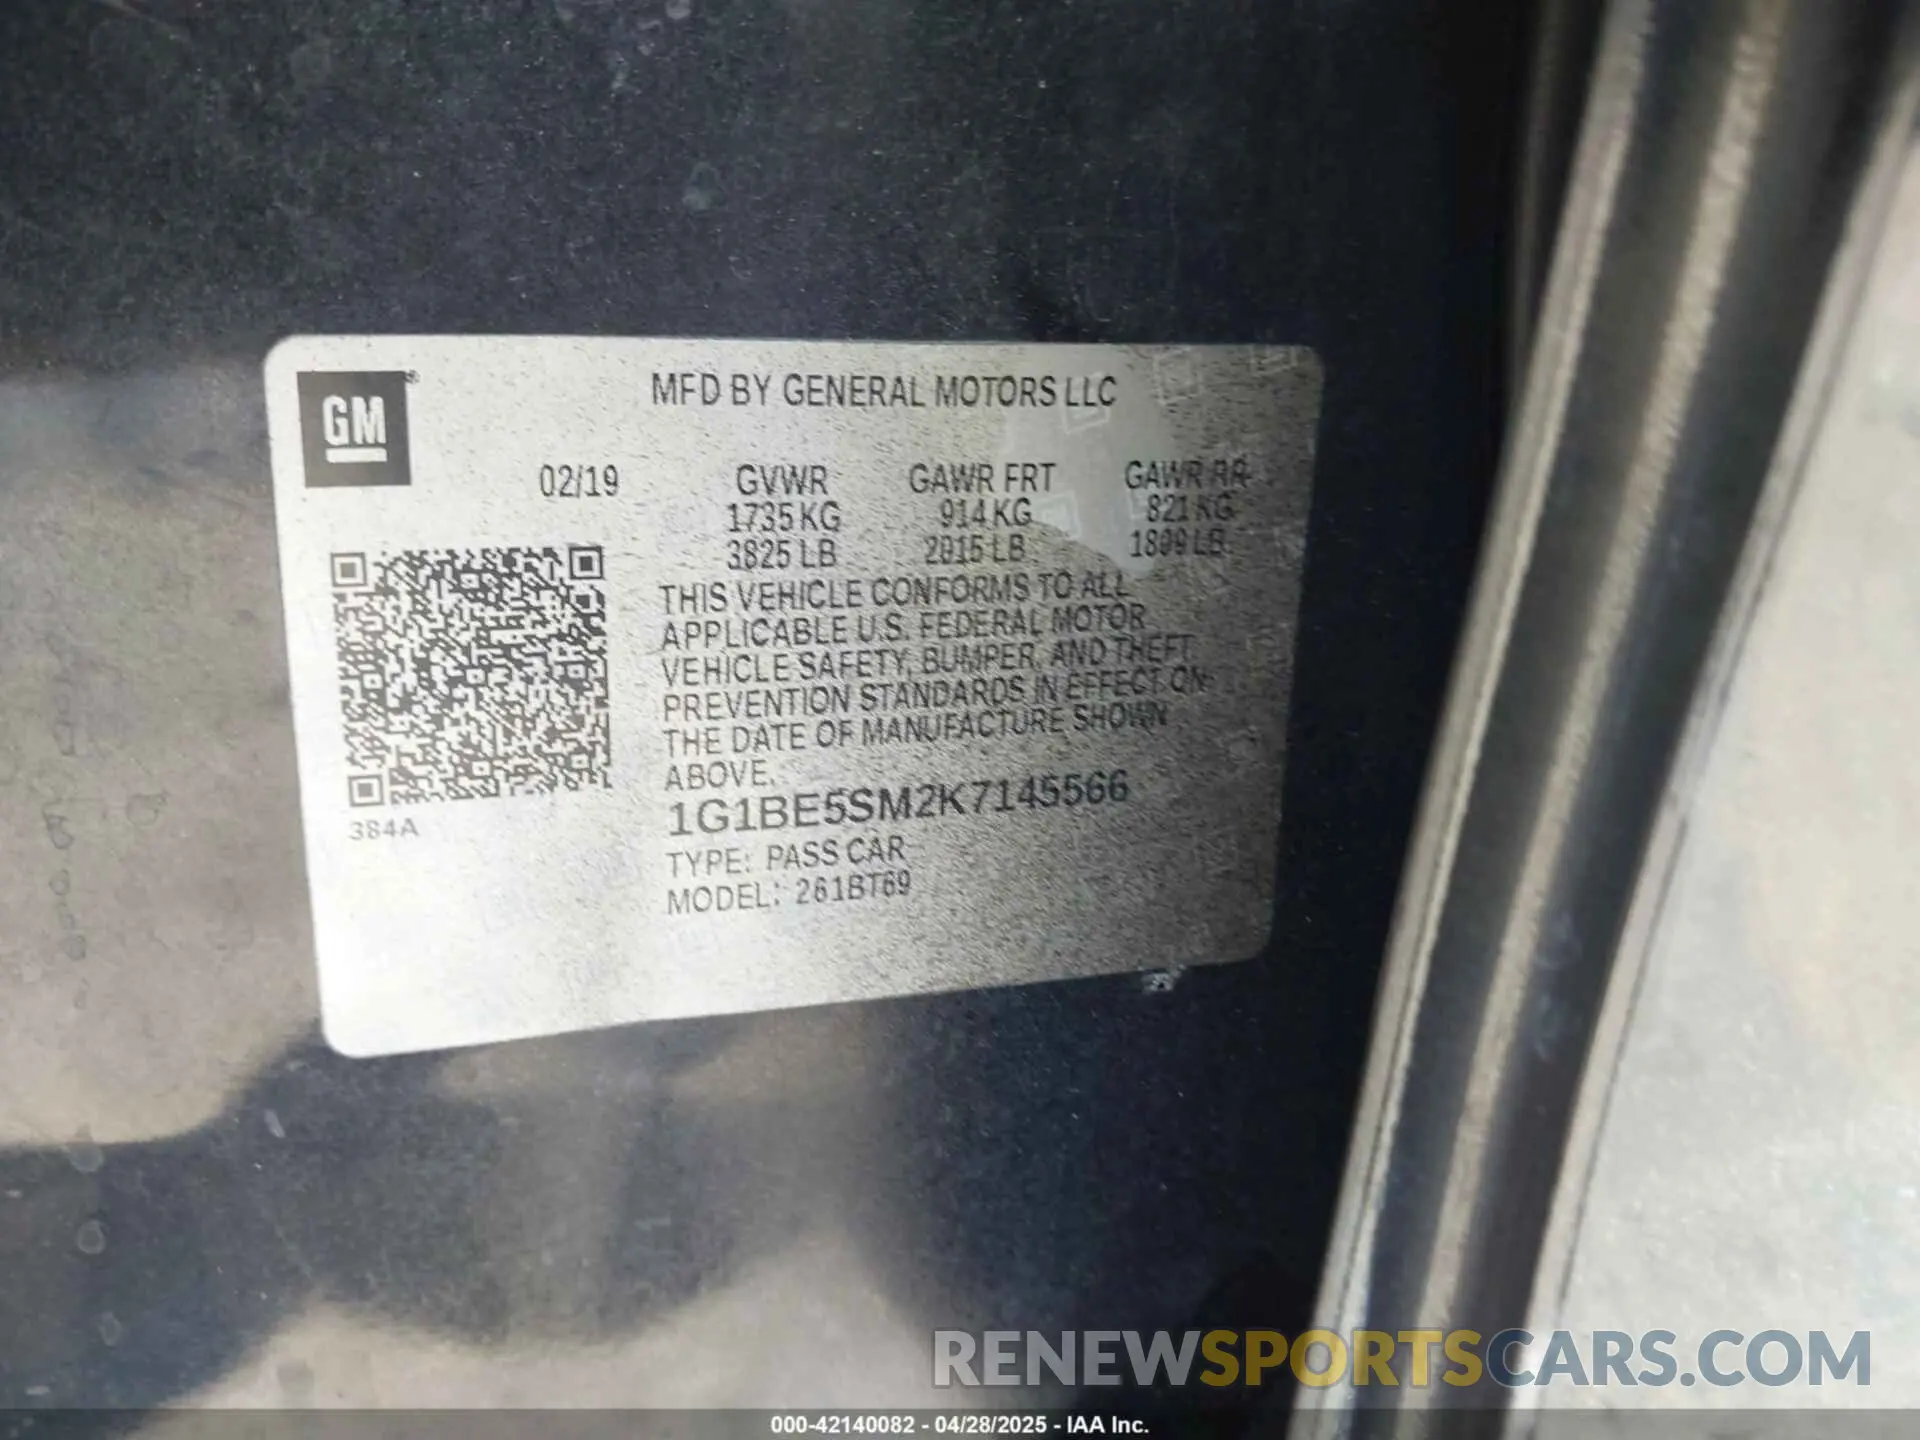 GM®
MFD BY GENERAL MOTORS LLC
02/19 GVWR GAWR FRT GAWR RR
1735 KG 914 KG 821 KG
3825 LB 2015 LB 1809 LB
THIS VEHICLE CONFORMS TO ALL
APPLICABLE U.S. FEDERAL MOTOR
VEHICLE SAFETY, BUMPER, AND THEFT
PREVENTION STANDARDS IN EFFECT ON
THE DATE OF MANUFACTURE SHOWN
ABOVE.
1G1BE5SM2K7145566
384A
TYPE: PASS CAR
MODEL: 261BT69
RENEWSPORTSCARS.COM
000-42140082 - 04/28/2025 - IAA Inc.